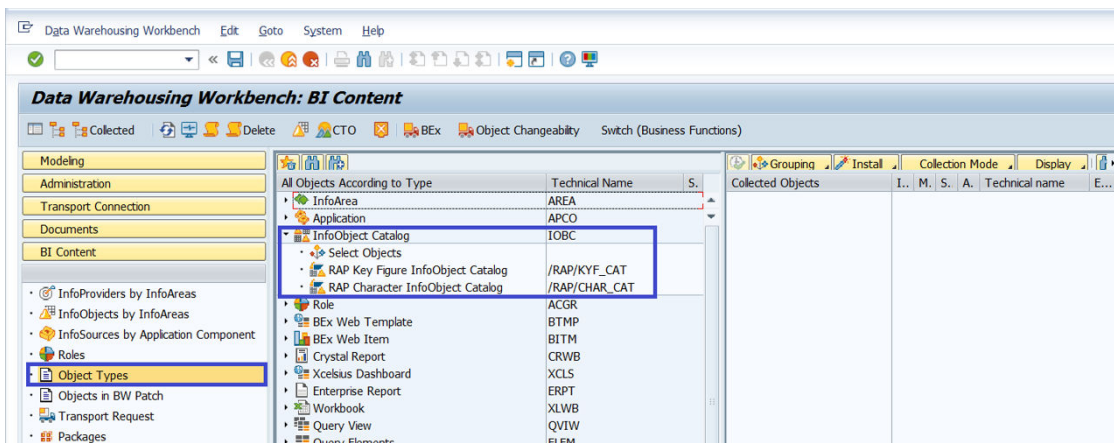 Data Warehousing Workbench Edit Goto System Help
Data Warehousing Workbench: BI Content
Collected Delete CTO BEx Object Changeability Switch (Business Functions)
Modeling
Administration
Transport Connection
Documents
BI Content
InfoProviders by InfoAreas
InfoObjects by InfoAreas
InfoSources by Application Component
Roles
Object Types
Objects in BW Patch
Transport Request
Packages
All Objects According to Type Technical Name S.
InfoArea AREA
Application APCO
InfoObject Catalog IOBC
Select Objects
RAP Key Figure InfoObject Catalog /RAP/KYF_CAT
RAP Character InfoObject Catalog /RAP/CHAR_CAT
Role ACGR
BEx Web Template BTMP
BEx Web Item BITM
Crystal Report CRWB
Xcelsius Dashboard XCLS
Enterprise Report ERPT
Workbook XLWB
Query View QVIW
Query Elements ELEM
Grouping Install Collection Mode Display
Collected Objects I.. M. S. A. Technical name E...